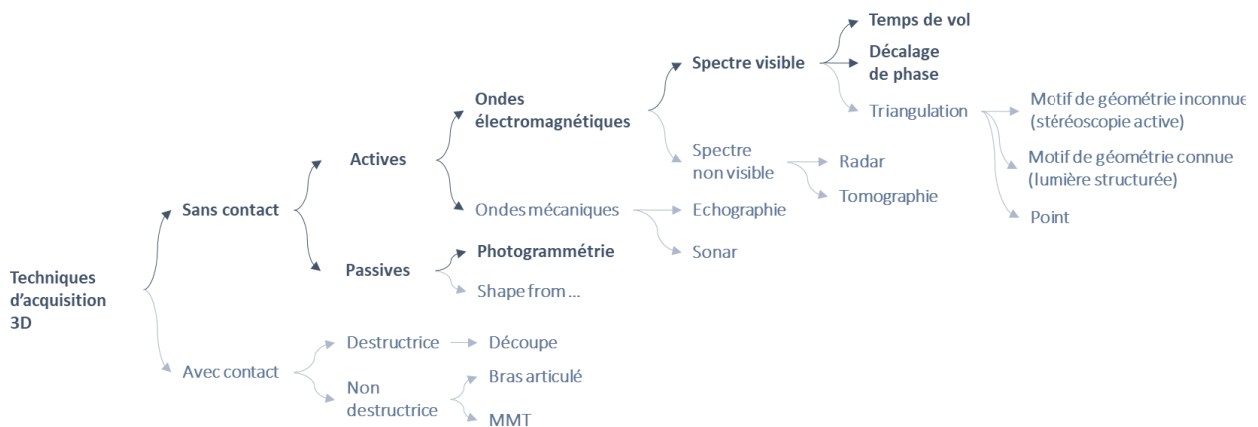 Temps de vol
Décalage
de phase
Spectre visible
Triangulation
Motif de géométrie inconnue
(stéréoscopie active)
Motif de géométrie connue
(lumière structurée)
Point
Ondes
électromagnétiques
Spectre
non visible
Radar
Tomographie
Actives
Ondes mécaniques
Echographie
Sonar
Sans contact
Passives
Photogrammétrie
Shape from ...
Techniques
d'acquisition
3D
Avec contact
Destructrice
Découpe
Non
destructrice
Bras articulé
MMT